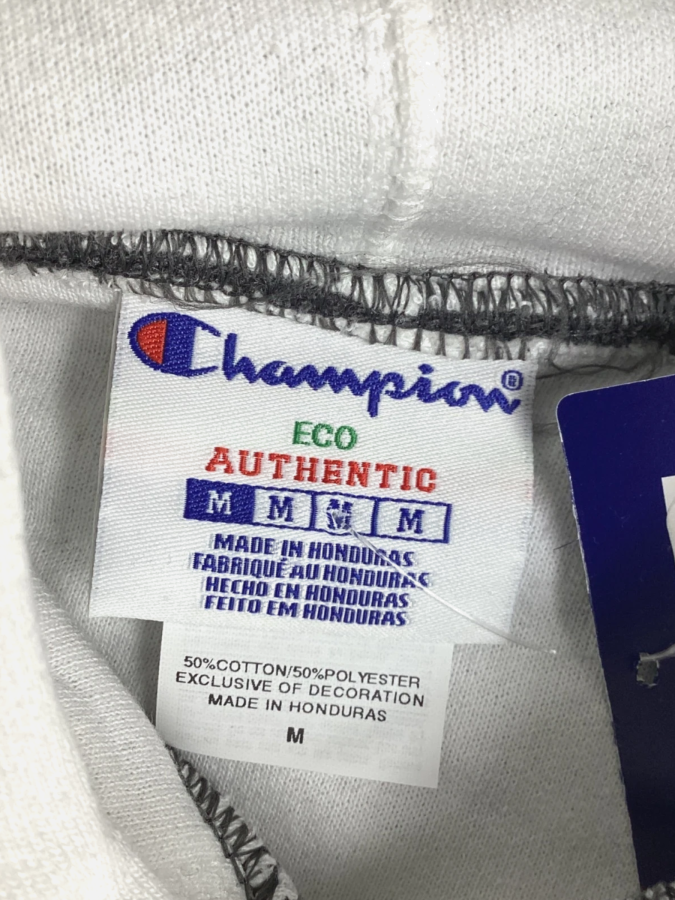 Champion®
ECO
AUTHENTIC
M M M M
MADE IN HONDURAS
FABRIQUÉ AU HONDURAS
HECHO EN HONDURAS
FEITO EM HONDURAS
50%COTTON/50%POLYESTER
EXCLUSIVE OF DECORATION
MADE IN HONDURAS
M